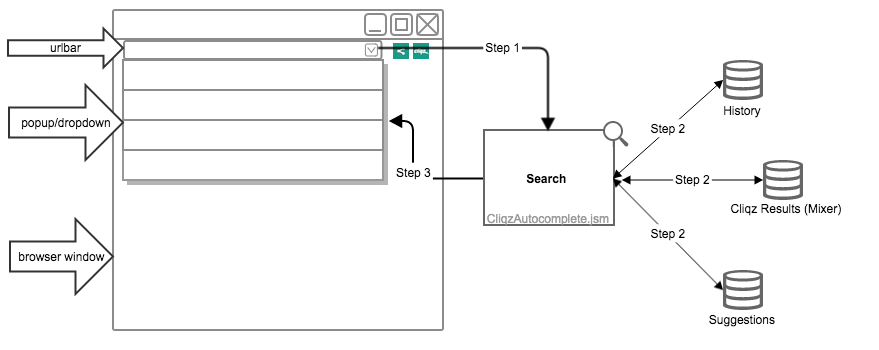 urlbar
Step 1
popup/dropdown
Step 2
History
Step 3
Search
Step 2
Cliqz Results (Mixer)
CliqzAutocomplete.jsm
Step 2
browser window
Suggestions